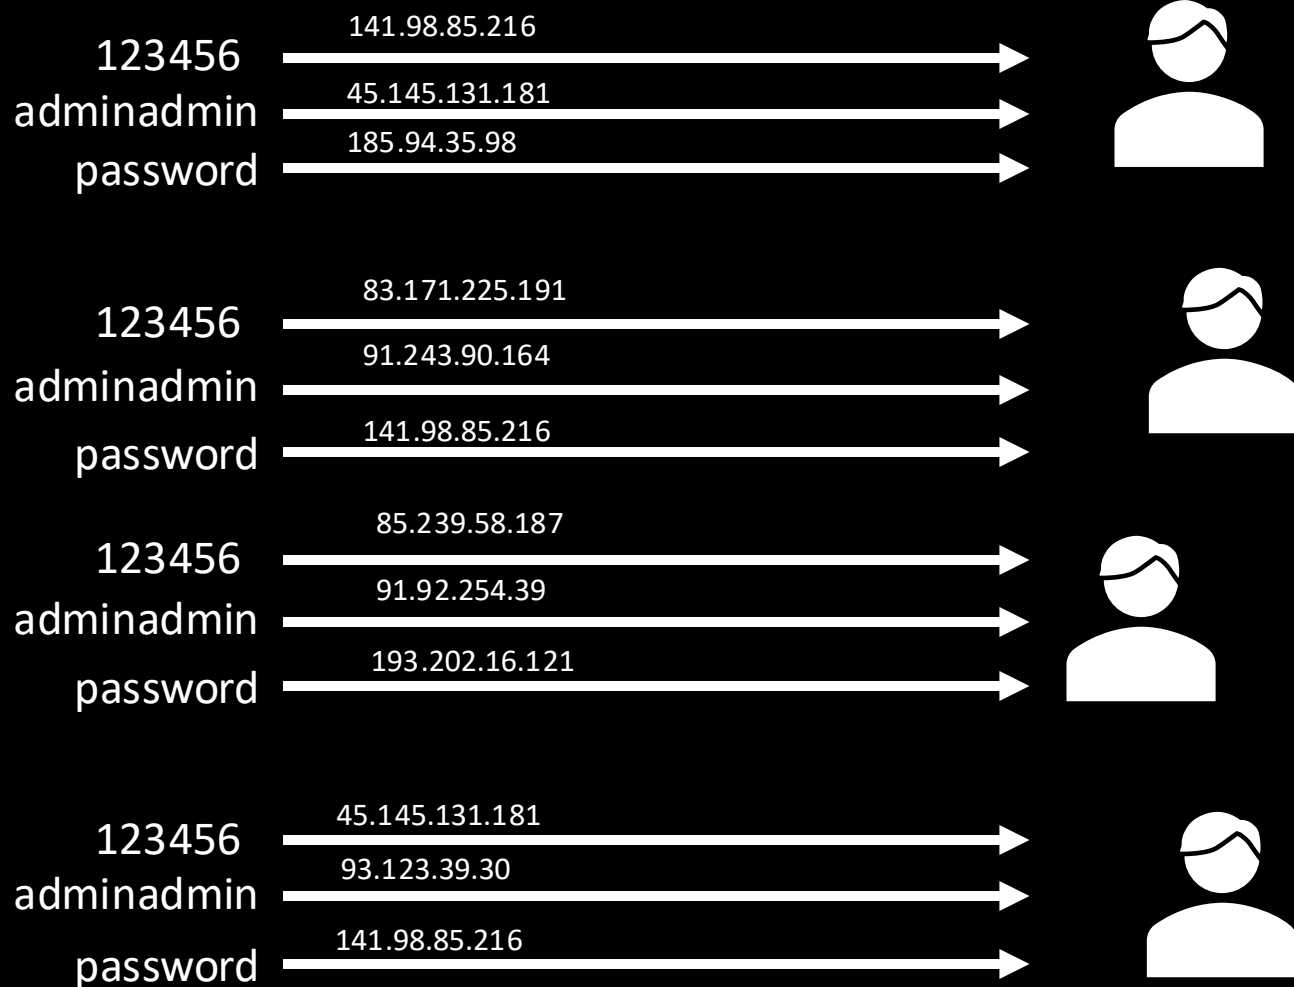 141.98.85.216
123456
45.145.131.181
adminadmin
185.94.35.98
password
83.171.225.191
123456
91.243.90.164
adminadmin
141.98.85.216
password
85.239.58.187
123456
91.92.254.39
adminadmin
193.202.16.121
password
45.145.131.181
123456
93.123.39.30
adminadmin
141.98.85.216
password